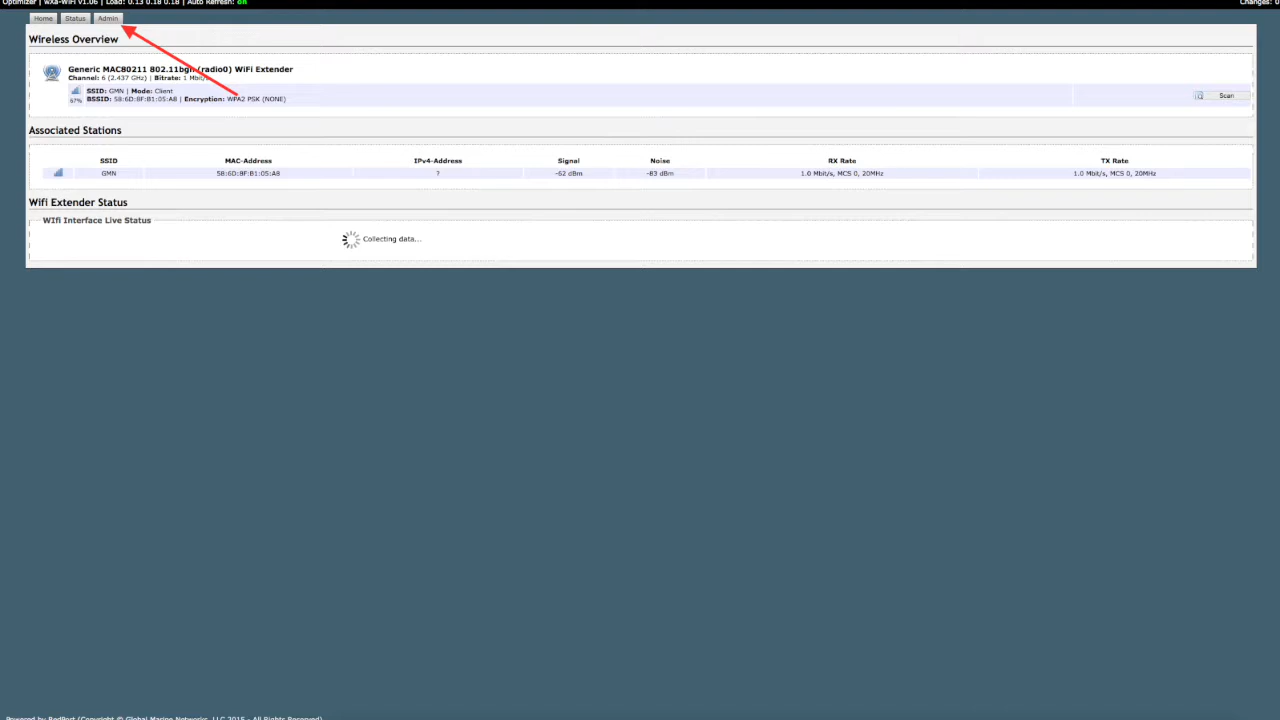 Optimizer | wXa-WiFi v1.06 | Load: 0.13 0.18 0.18 | Auto Refresh: on
Changes: 0
Home Status Admin
Wireless Overview
Generic MAC80211 802.11bgn (radio0) WiFi Extender
Channel: 6 (2.437 GHz) | Bitrate: 1 Mbit/s
SSID: GMN | Mode: Client
57% BSSID: 58:6D:8F:B1:05:A8 | Encryption: WPA2 PSK (NONE)
Scan
Associated Stations
SSID MAC-Address IPv4-Address Signal Noise RX Rate TX Rate
GMN 58:6D:8F:B1:05:A8 ? -62 dBm -83 dBm 1.0 Mbit/s, MCS 0, 20MHz 1.0 Mbit/s, MCS 0, 20MHz
Wifi Extender Status
WIfi Interface Live Status
Collecting data...
Powered by RedPort (Copyright © Global Marine Networks, LLC 2015 - All Rights Reserved)